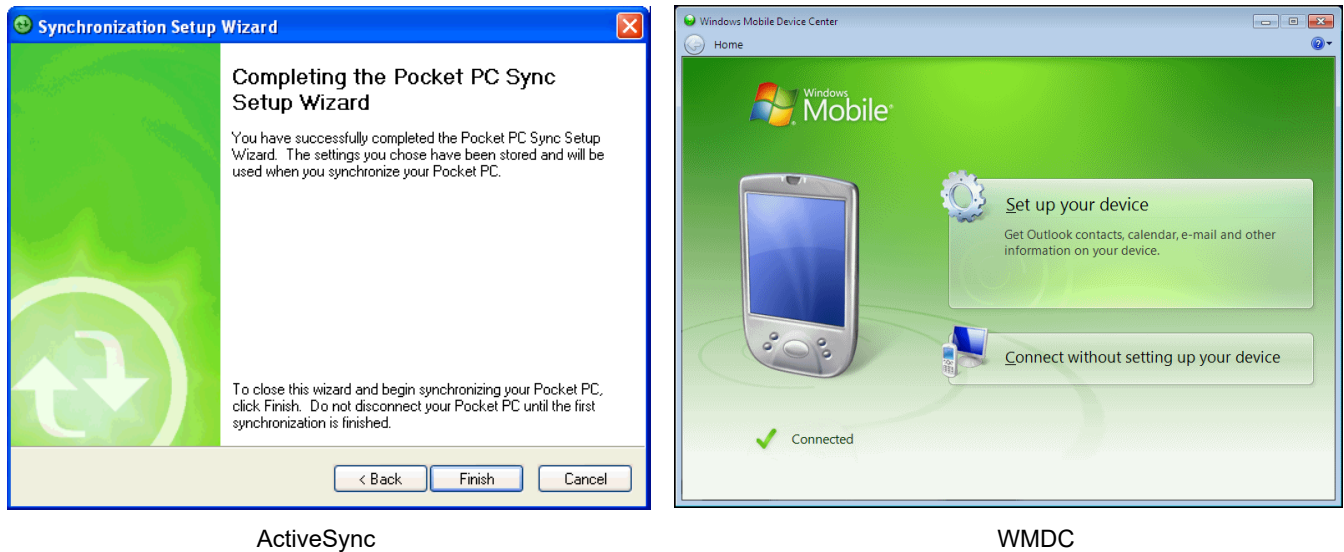 Synchronization Setup Wizard
Completing the Pocket PC Sync
Setup Wizard
You have successfully completed the Pocket PC Sync Setup
Wizard. The settings you chose have been stored and will be
used when you synchronize your Pocket PC.
To close this wizard and begin synchronizing your Pocket PC,
click Finish. Do not disconnect your Pocket PC until the first
synchronization is finished.
< Back
Finish
Cancel
ActiveSync
Windows Mobile Device Center
Home
Windows
Mobile®
Set up your device
Get Outlook contacts, calendar, e-mail and other
information on your device.
Connect without setting up your device
Connected
WMDC